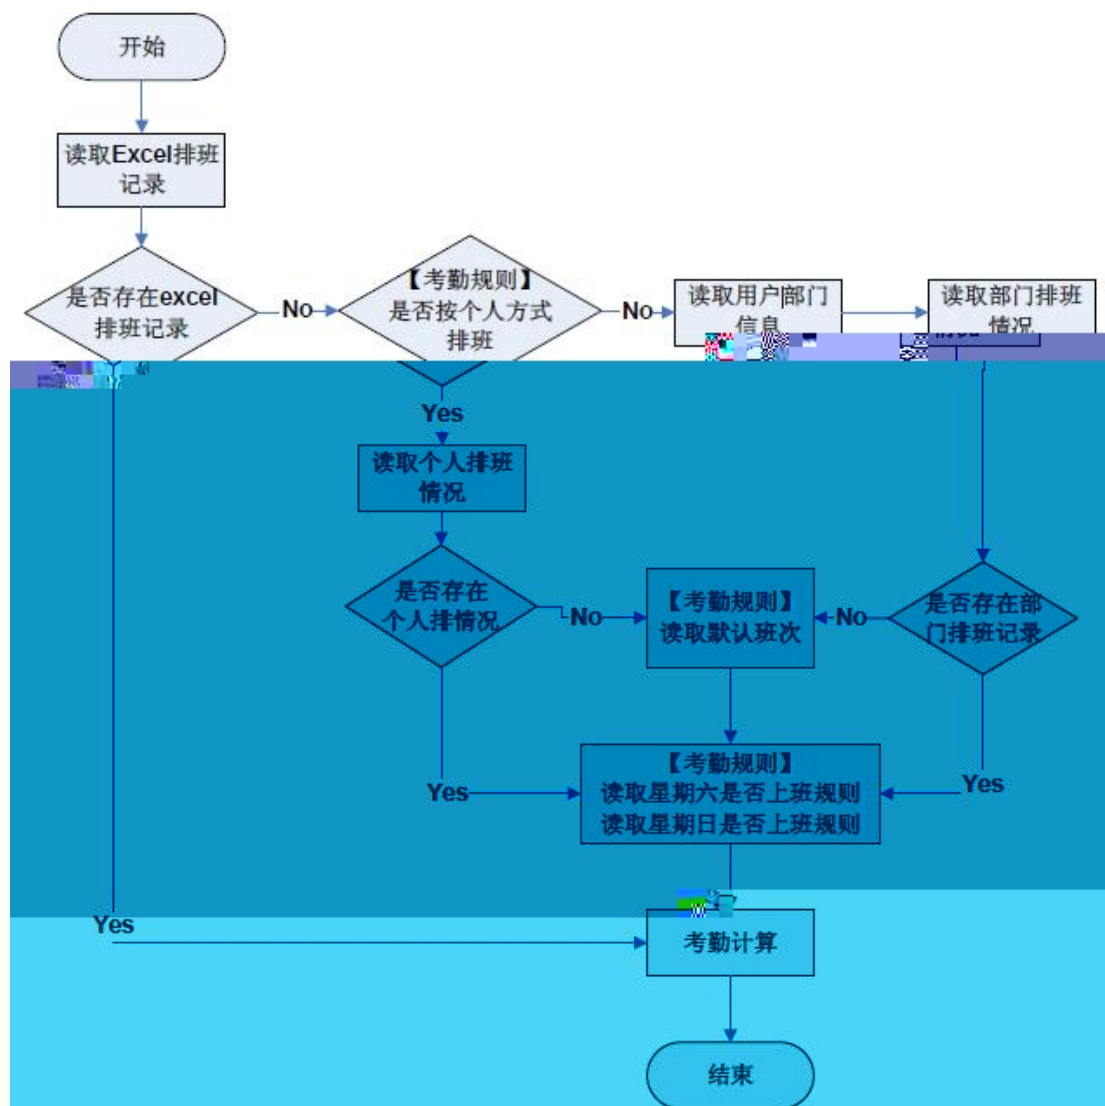 开始
读取Excel排班
记录
是否存在excel
排班记录
No
【考勤规则】
是否按个人方式
排班
No
读取用户部门
信息
读取部门排班
情况
Yes
读取个人排班
情况
是否存在
个人排情况
No
【考勤规则】
读取默认班次
No
是否存在部
门排班记录
Yes
【考勤规则】
读取星期六是否上班规则
读取星期日是否上班规则
Yes
Yes
考勤计算
结束